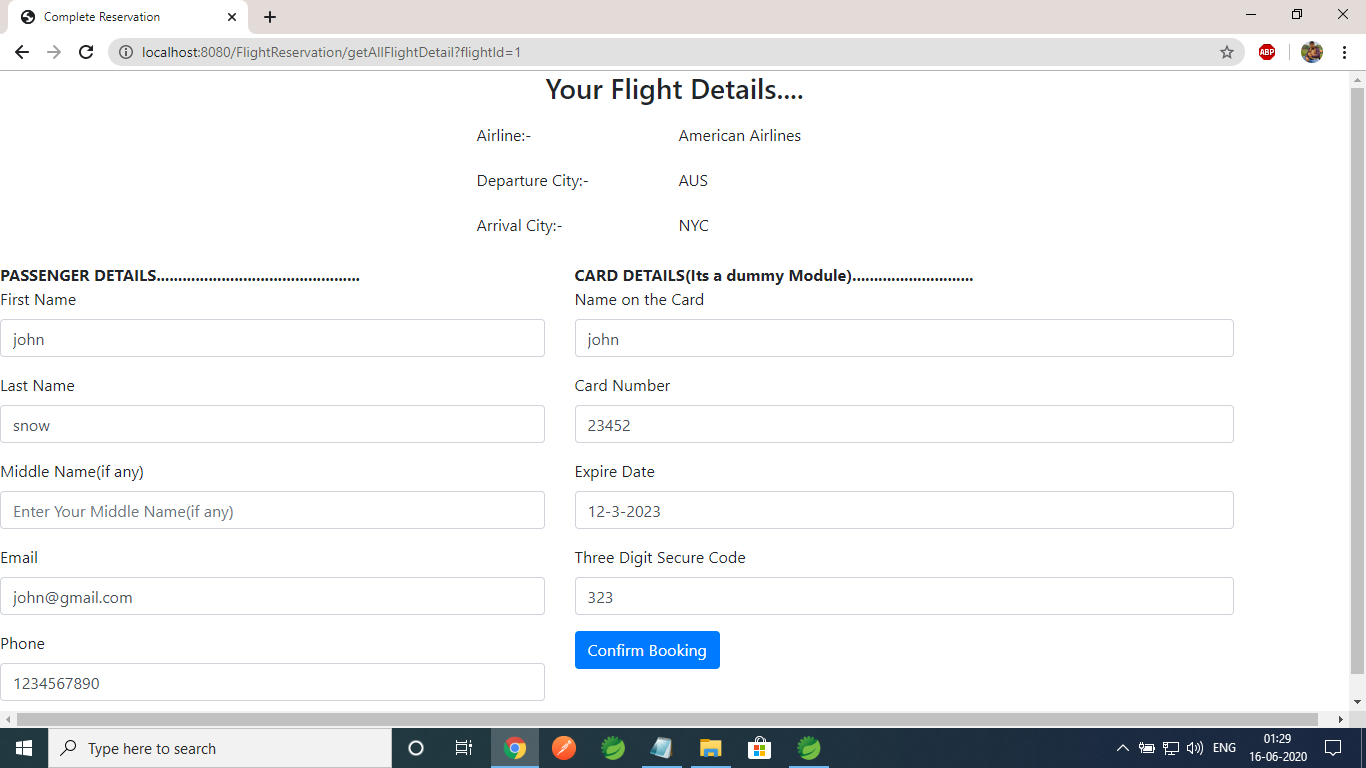 Complete Reservation
localhost:8080/FlightReservation/getAllFlightDetail?flightId=1
ABP
Your Flight Details....
Airline:- American Airlines
Departure City:- AUS
Arrival City:- NYC
PASSENGER DETAILS...............................................
First Name
john
Last Name
snow
Middle Name(if any)
Enter Your Middle Name(if any)
Email
john@gmail.com
Phone
1234567890
CARD DETAILS(Its a dummy Module)............................
Name on the Card
john
Card Number
23452
Expire Date
12-3-2023
Three Digit Secure Code
323
Confirm Booking
Type here to search
ENG
01:29
16-06-2020